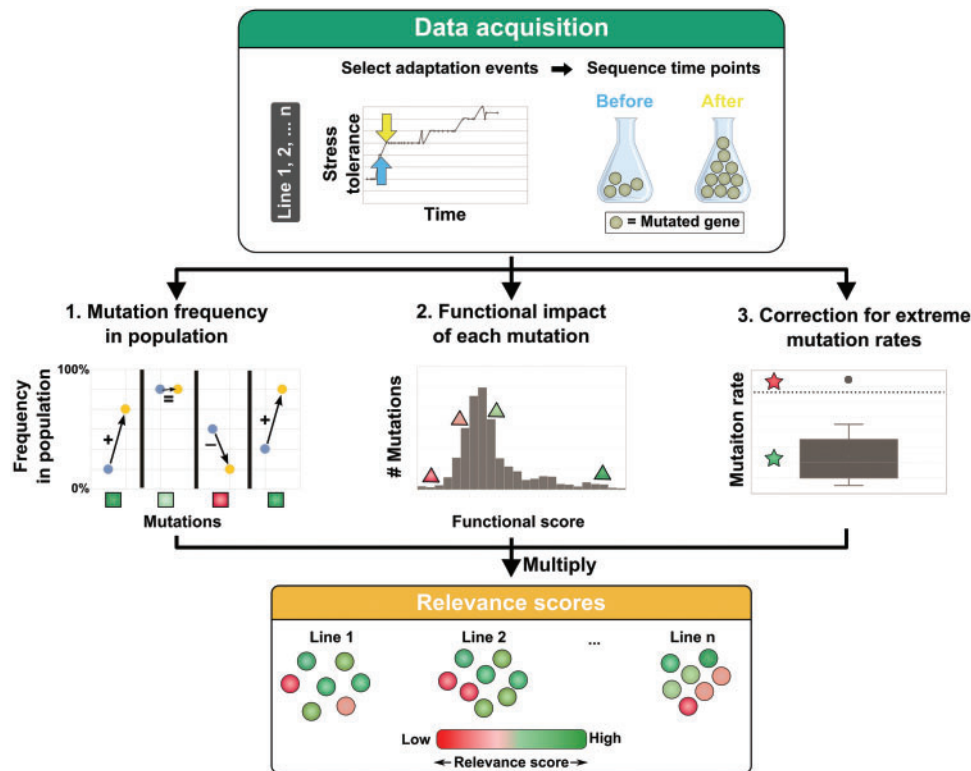 Data acquisition
Select adaptation events
Sequence time points
Line 1, 2, ... n
Stress
tolerance
Time
Before
After
= Mutated gene
1. Mutation frequency
in population
2. Functional impact
of each mutation
3. Correction for extreme
mutation rates
Frequency
in population
100%
0%
+
=
–
+
Mutations
# Mutations
Functional score
Mutaiton rate
Multiply
Relevance scores
Line 1
Line 2
...
Line n
Low
High
Relevance score